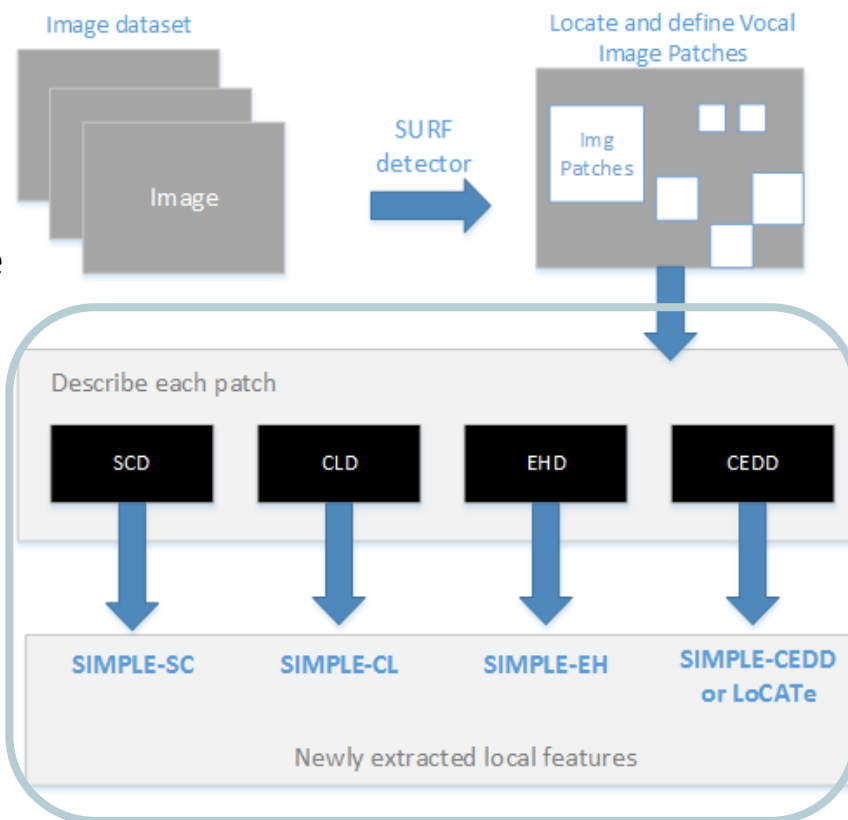 Image dataset
Image
SURF
detector
Locate and define Vocal
Image Patches
Img
Patches
e
Describe each patch
SCD
CLD
EHD
CEDD
SIMPLE-SC
SIMPLE-CL
SIMPLE-EH
SIMPLE-CEDD
or LoCATe
Newly extracted local features